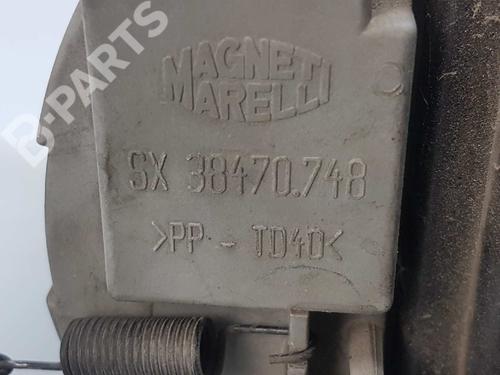 B-PARTS
MAGNETI
MARELLI
SX 38470.748
>PP - TD40<